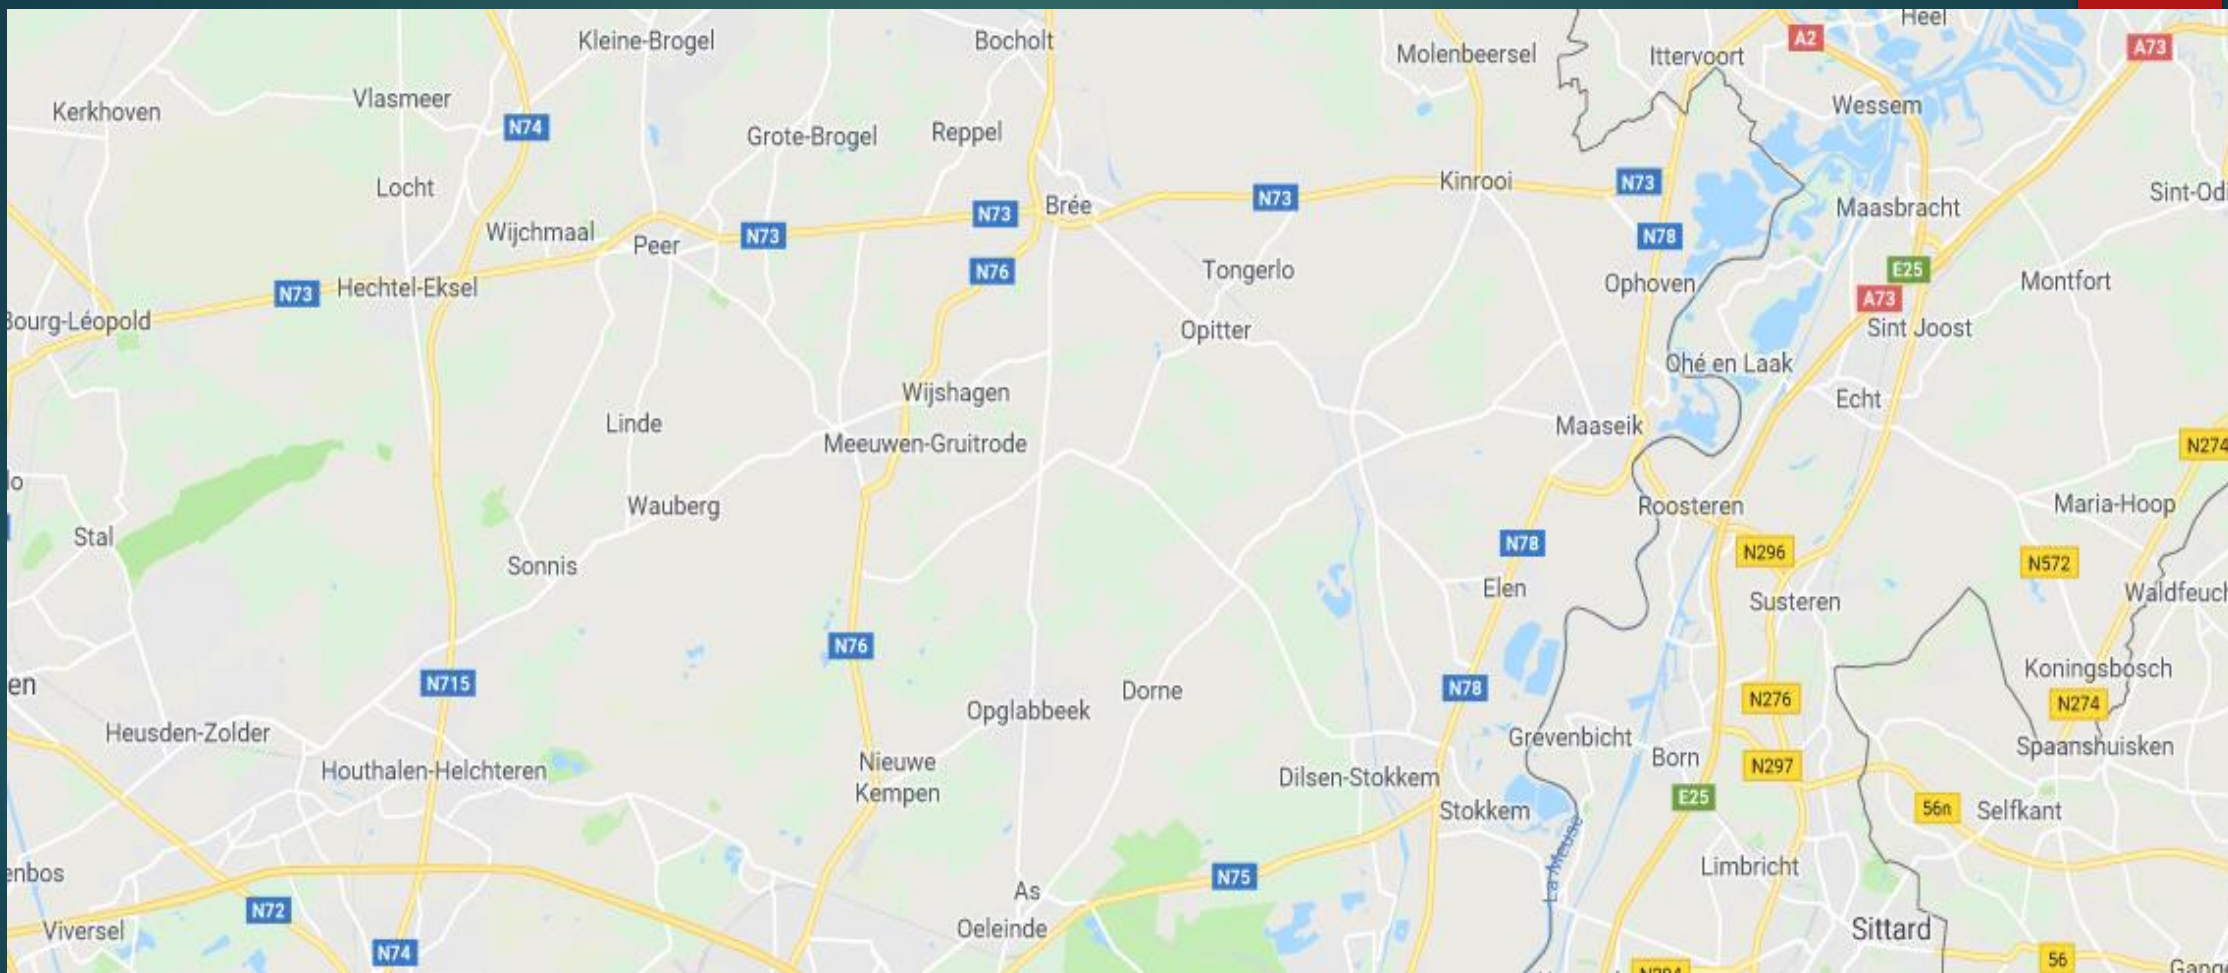 Heel
Kleine-Brogel
Bocholt
Molenbeersel
Ittervoort
A2
A73
Kerkhoven
Vlasmeer
N74
Grote-Brogel
Reppel
Wessem
Locht
Kinrooi
N73
Sint-Odi
Wijchmaal
Peer
N73
N73
Brée
N73
N78
Maasbracht
N73
Hechtel-Eksel
N76
Tongerlo
Ophoven
E25
A73
Montfort
Bourg-Léopold
Opitter
Sint Joost
Ohé en Laak
Linde
Wijshagen
Maaseik
Echt
Meeuwen-Gruitrode
N274
lo
Wauberg
Roosteren
Maria-Hoop
Stal
Sonnis
N78
N296
N572
Elen
Susteren
Waldfeuch
N76
en
N715
Opglabbeek
Dorne
N78
N276
Koningsbosch
N274
Heusden-Zolder
Houthalen-Helchteren
Nieuwe
Kempen
Dilsen-Stokkem
Grevenbicht
Born
N297
Spaanshuisken
E25
Stokkem
56n
Selfkant
La Meuse
Limbricht
enbos
N72
As
N75
Viversel
N74
Oeleinde
Sittard
56